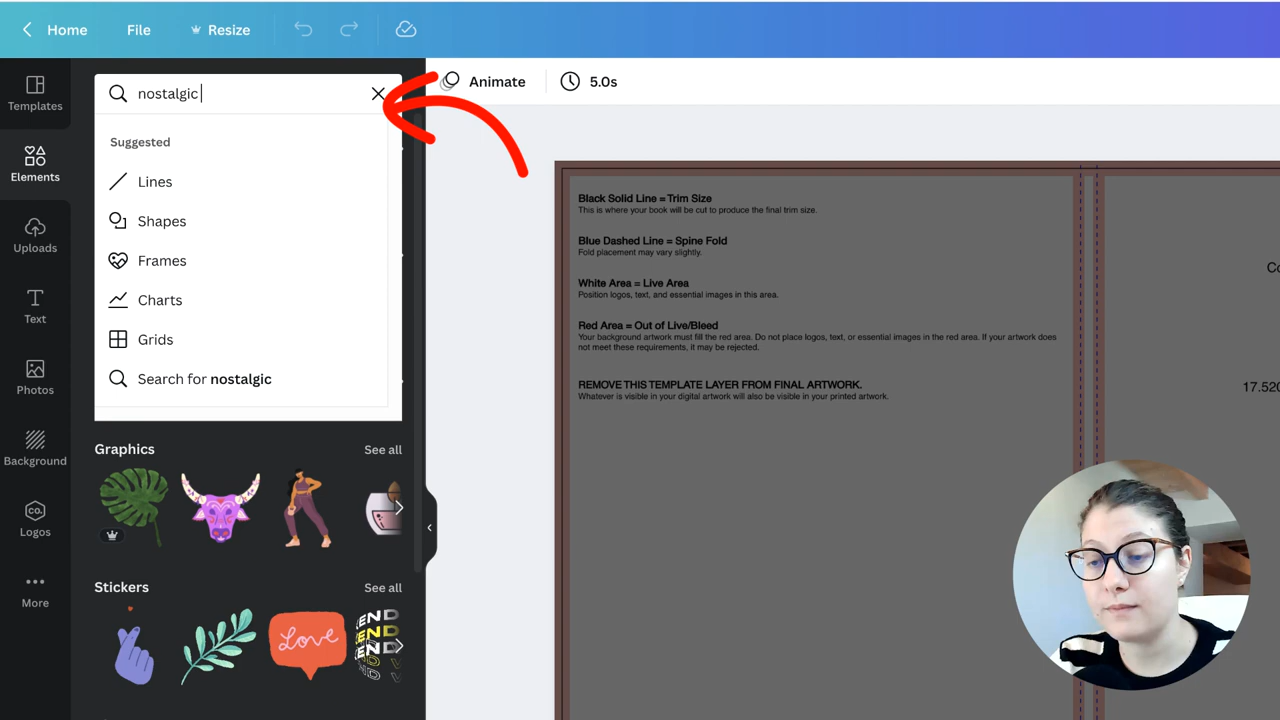 Home
File
Resize
Templates
Elements
Uploads
Text
Photos
Background
CO.
Logos
More
nostalgic
Suggested
Lines
Shapes
Frames
Charts
Grids
Search for nostalgic
Graphics
See all
Stickers
See all
Love
END
END
END
Animate
5.0s
Black Solid Line = Trim Size
This is where your book will be cut to produce the final trim size.
Blue Dashed Line = Spine Fold
Fold placement may vary slightly.
White Area = Live Area
Position logos, text, and essential images in this area.
Red Area = Out of Live/Bleed
Your background artwork must fill the red area. Do not place logos, text, or essential images in the red area. If your artwork does
not meet these requirements, it may be rejected.
REMOVE THIS TEMPLATE LAYER FROM FINAL ARTWORK.
Whatever is visible in your digital artwork will also be visible in your printed artwork.
Co
17.520